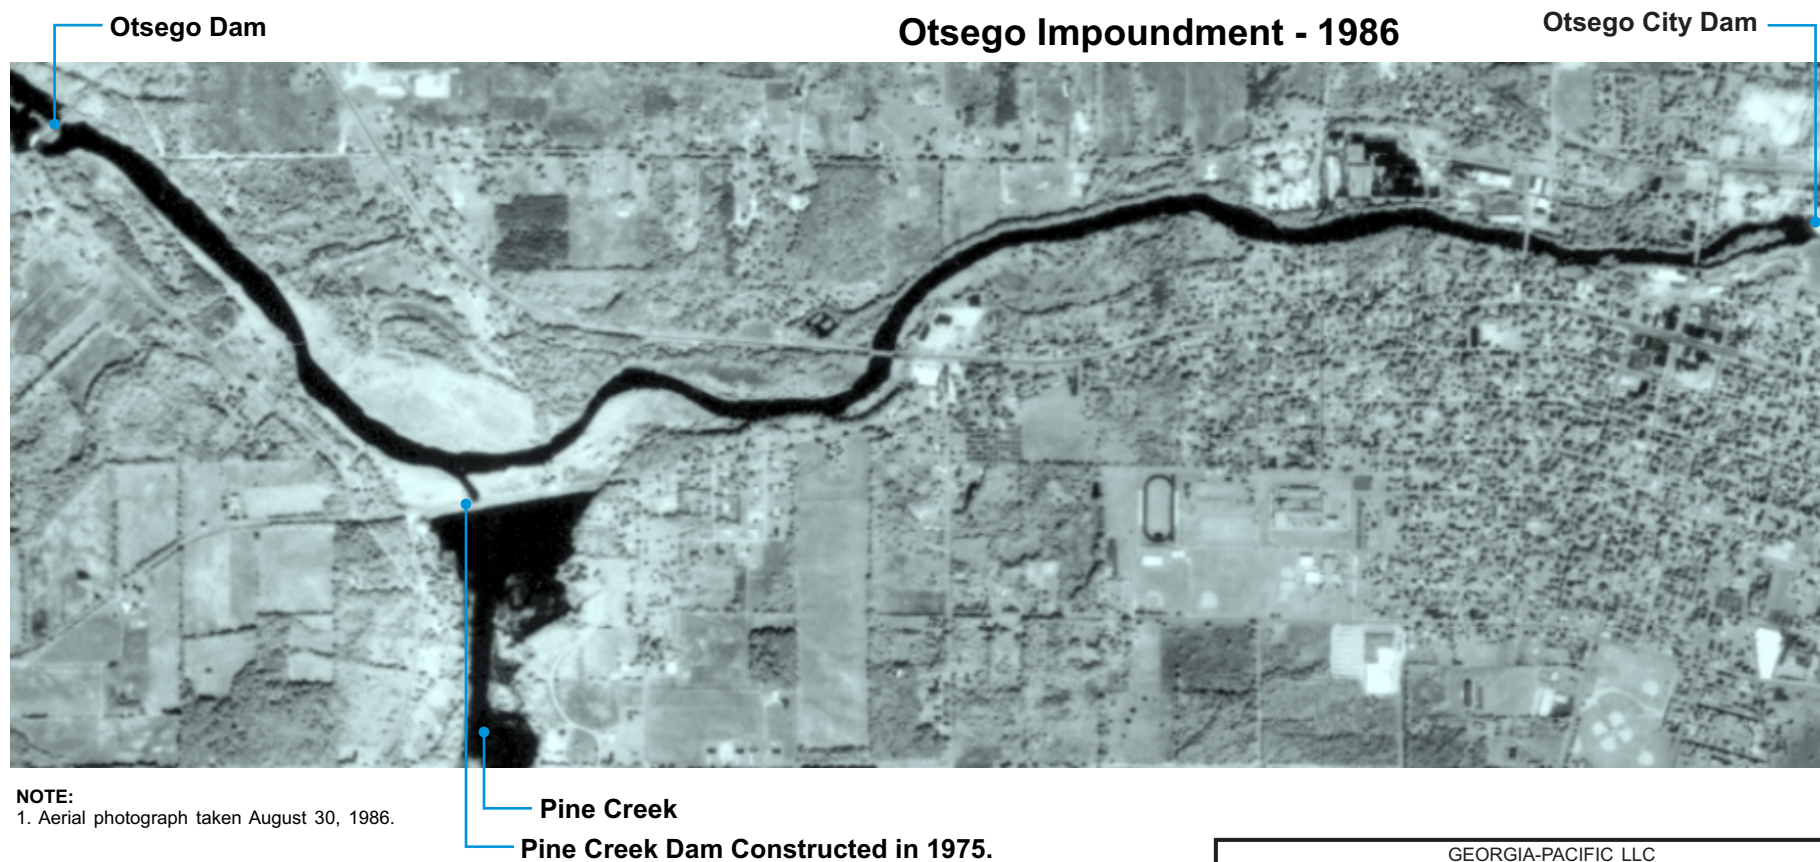 Otsego Dam
Otsego Impoundment - 1986
Otsego City Dam
NOTE:
1. Aerial photograph taken August 30, 1986.
Pine Creek
Pine Creek Dam Constructed in 1975.
GEORGIA-PACIFIC LLC